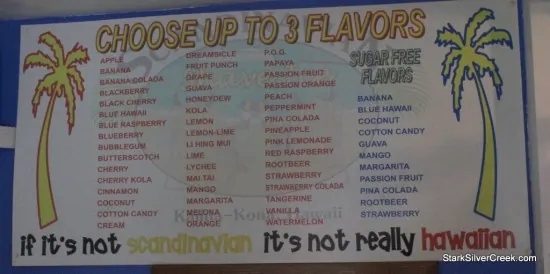 CHOOSE UP TO 3 FLAVORS
APPLE
BANANA
BANANA COLADA
BLACKBERRY
BLACK CHERRY
BLUE HAWAII
BLUE RASPBERRY
BLUEBERRY
BUBBLEGUM
BUTTERSCOTCH
CHERRY
CHERRY KOLA
CINNAMON
COCONUT
COTTON CANDY
CREAM
DREAMSICLE
FRUIT PUNCH
GRAPE
GUAVA
HONEYDEW
KOLA
LEMON
LEMON-LIME
LI HING MUI
LIME
LYCHEE
MAI TAI
MANGO
MARGARITA
MELONA
ORANGE
P.O.G.
PAPAYA
PASSION FRUIT
PASSION ORANGE
PEACH
PEPPERMINT
PINA COLADA
PINEAPPLE
PINK LEMONADE
RED RASPBERRY
ROOTBEER
STRAWBERRY
STRAWBERRY COLADA
TANGERINE
VANILLA
WATERMELON
SUGAR FREE
FLAVORS
BANANA
BLUE HAWAII
COCONUT
COTTON CANDY
GUAVA
MANGO
MARGARITA
PASSION FRUIT
PINA COLADA
ROOTBEER
STRAWBERRY
Hawaii
if it's not scandinavian it's not really hawaiian
StarkSilverCreek.com